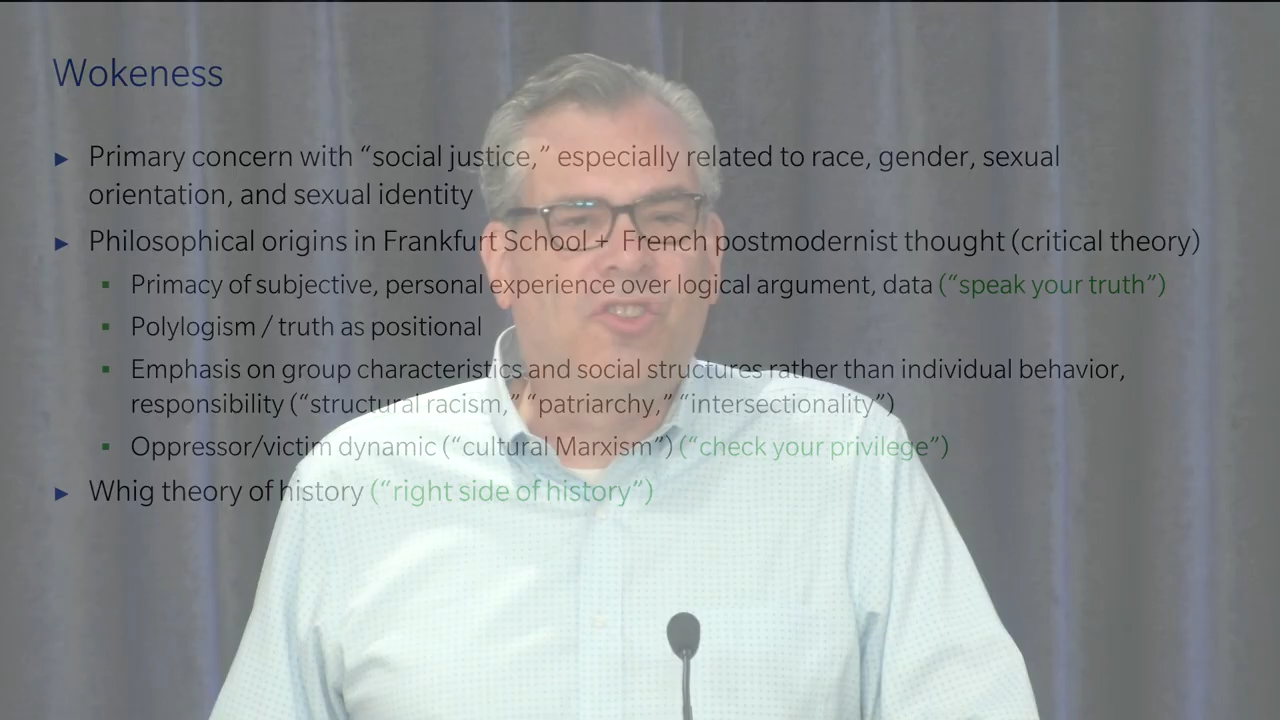 Wokeness
► Primary concern with “social justice,” especially related to race, gender, sexual
orientation, and sexual identity
► Philosophical origins in Frankfurt School + French postmodernist thought (critical theory)
▪ Primacy of subjective, personal experience over logical argument, data (“speak your truth”)
▪ Polylogism / truth as positional
▪ Emphasis on group characteristics and social structures rather than individual behavior,
responsibility (“structural racism,” “patriarchy,” “intersectionality”)
▪ Oppressor/victim dynamic (“cultural Marxism”) (“check your privilege”)
► Whig theory of history (“right side of history”)